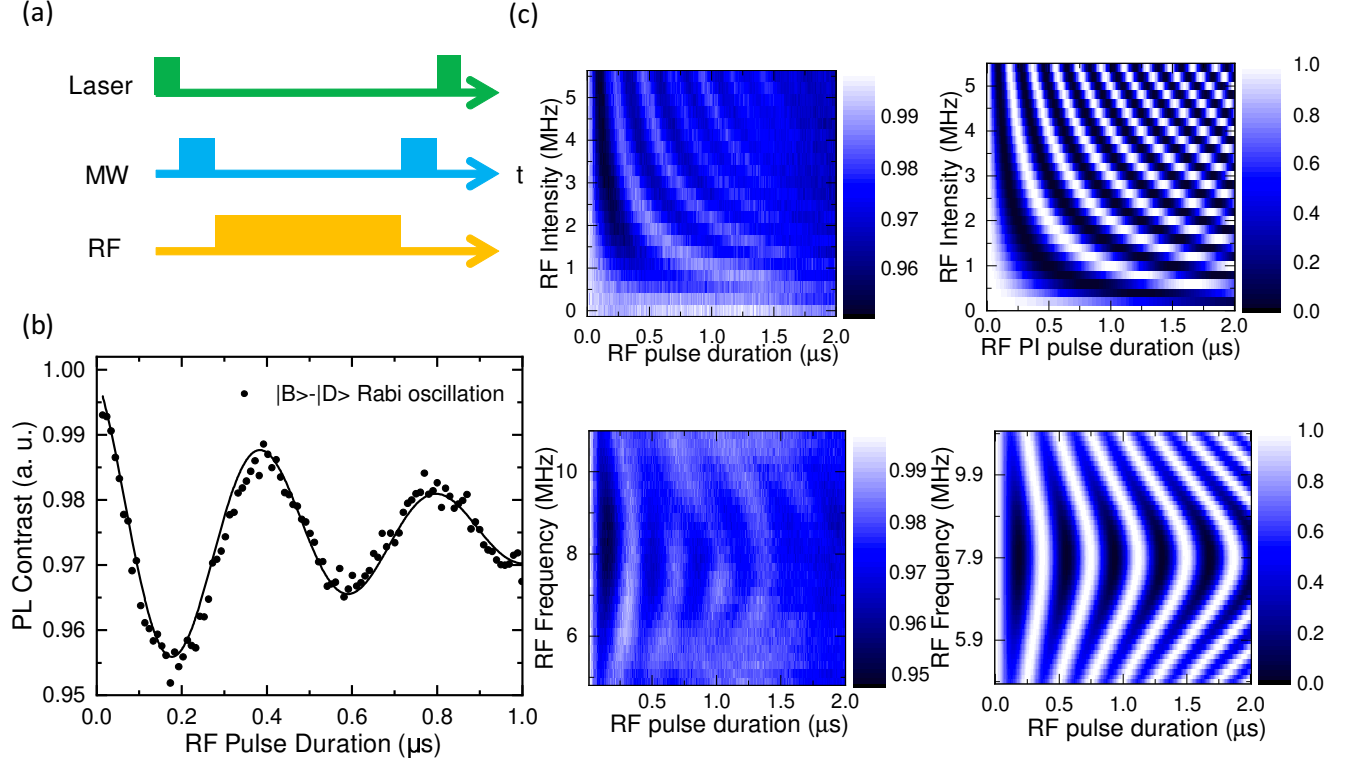 (a)
Laser
MW
t
RF
(b)
1.00
0.99
0.98
0.97
0.96
0.95
PL Contrast (a. u.)
|B>-|D> Rabi oscillation
0.0 0.2 0.4 0.6 0.8 1.0
RF Pulse Duration (µs)
(c)
5
4
3
2
1
0
RF Intensity (MHz)
0.0 0.5 1.0 1.5 2.0
RF pulse duration (µs)
0.99
0.98
0.97
0.96
5
4
3
2
1
0
RF Intensity (MHz)
0.0 0.5 1.0 1.5 2.0
RF PI pulse duration (µs)
1.0
0.8
0.6
0.4
0.2
0.0
10
8
6
RF Frequency (MHz)
0.5 1.0 1.5 2.0
RF pulse duration (µs)
0.99
0.98
0.97
0.96
0.95
9.9
7.9
5.9
RF Frequency (MHz)
0.0 0.5 1.0 1.5 2.0
RF pulse duration (µs)
1.0
0.8
0.6
0.4
0.2
0.0